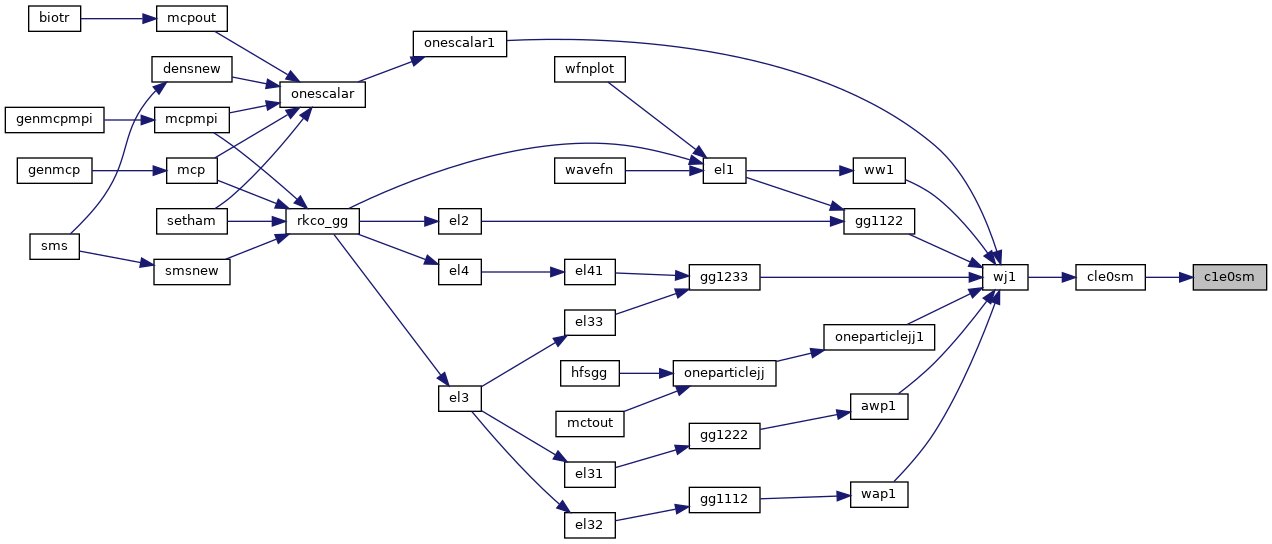 biotr
mcpout
onescalar1
densnew
wfnplot
onescalar
genmcpmpi
mcpmpi
genmcp
mcp
wavefn
el1
ww1
setham
rkco_gg
el2
gg1122
sms
smsnew
el4
el41
gg1233
wj1
cle0sm
c1e0sm
el33
oneparticlejj1
hfsgg
oneparticlejj
el3
awp1
mctout
gg1222
el31
wap1
gg1112
el32